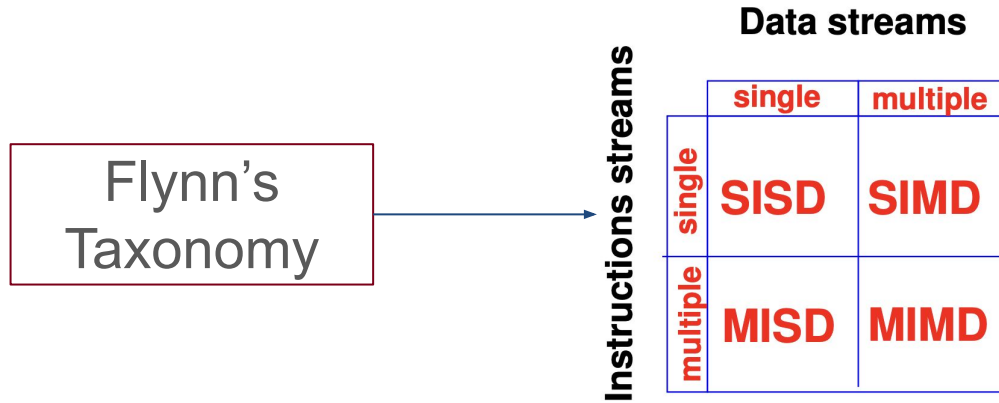 Flynn's
Taxonomy
Data streams
Instructions streams
single multiple
single
SISD SIMD
multiple
MISD MIMD